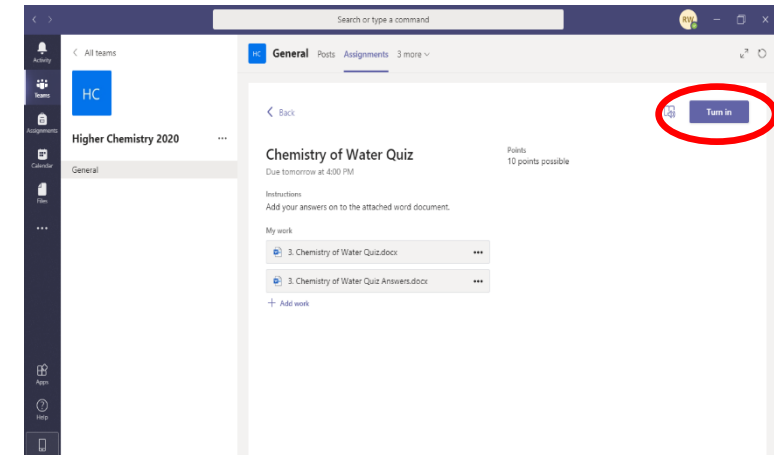 Search or type a command
RW
Activity
Teams
Assignments
Calendar
Files
Apps
Help
All teams
HC
Higher Chemistry 2020
General
HC General Posts Assignments 3 more
Back
Turn in
Chemistry of Water Quiz
Due tomorrow at 4:00 PM
Points
10 points possible
Instructions
Add your answers on to the attached word document.
My work
3. Chemistry of Water Quiz.docx
3. Chemistry of Water Quiz Answers.docx
+ Add work